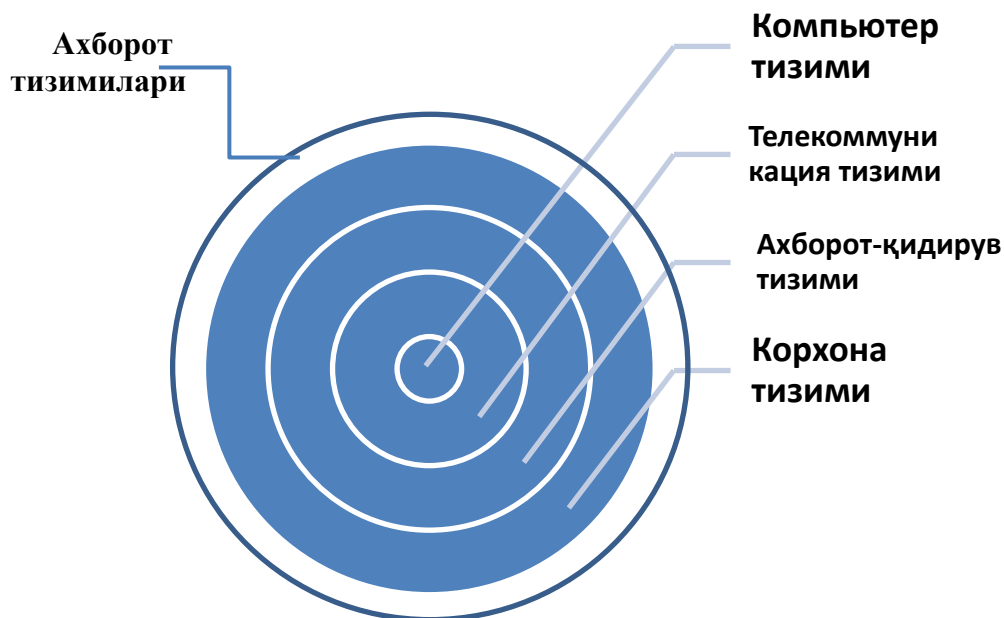 Ахборот
тизимилари
Компьютер
тизими
Телекоммуни
кация тизими
Ахборот-қидирув
тизими
Корхона
тизими